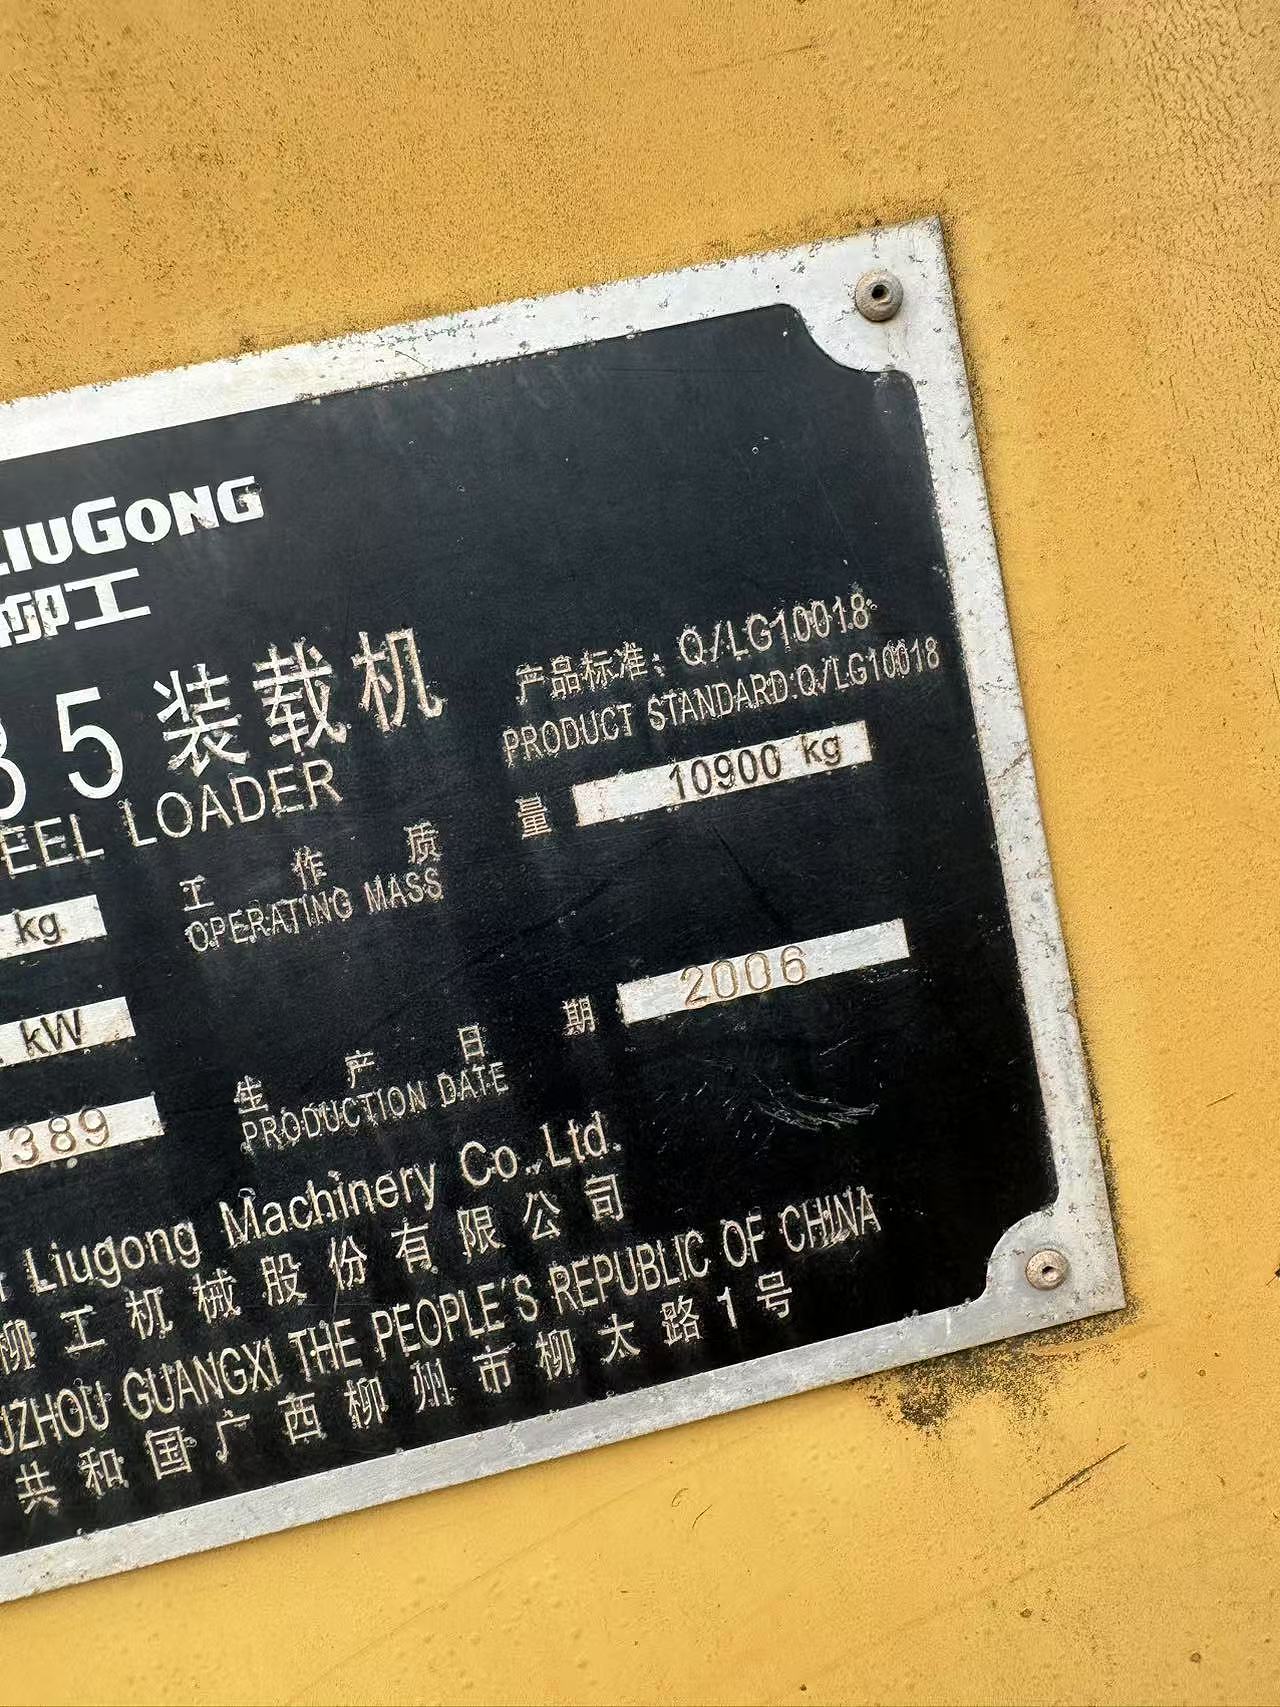 LIUGONG
柳工
35装载机
EEL LOADER
产品标准：Q/LG10018
PRODUCT STANDARD:Q/LG10018
kg
工作质量 10900 kg
OPERATING MASS
kW
生产日期 2006
PRODUCTION DATE
389
Liugong Machinery Co.,Ltd.
柳工机械股份有限公司
UZHOU GUANGXI THE PEOPLE'S REPUBLIC OF CHINA
共和国广西柳州市柳太路1号